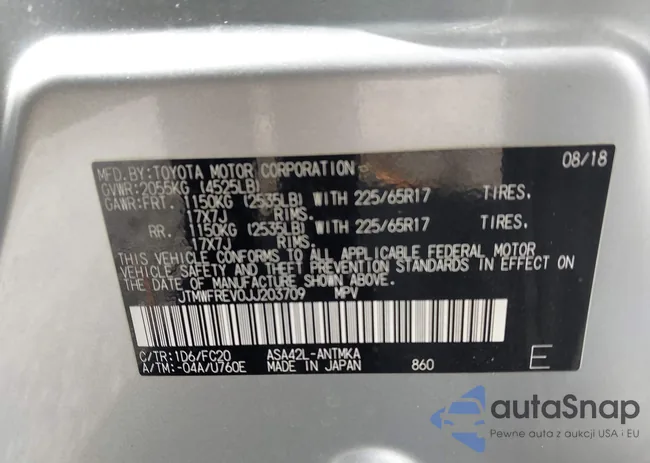 MFD.BY:TOYOTA MOTOR CORPORATION 08/18
GVWR:2055KG (4525LB)
GAWR:FRT. 1150KG (2535LB) WITH 225/65R17 TIRES.
17X7J RIMS.
RR. 1150KG (2535LB) WITH 225/65R17 TIRES.
17X7J RIMS.
THIS VEHICLE CONFORMS TO ALL APPLICABLE FEDERAL MOTOR
VEHICLE SAFETY AND THEFT PREVENTION STANDARDS IN EFFECT ON
THE DATE OF MANUFACTURE SHOWN ABOVE.
JTMWFREV0JJ203709 MPV
C/TR:1D6/FC20 ASA42L-ANTMKA
A/TM:-04A/U760E MADE IN JAPAN 860 E
autaSnap
Pewne auta z aukcji USA i EU